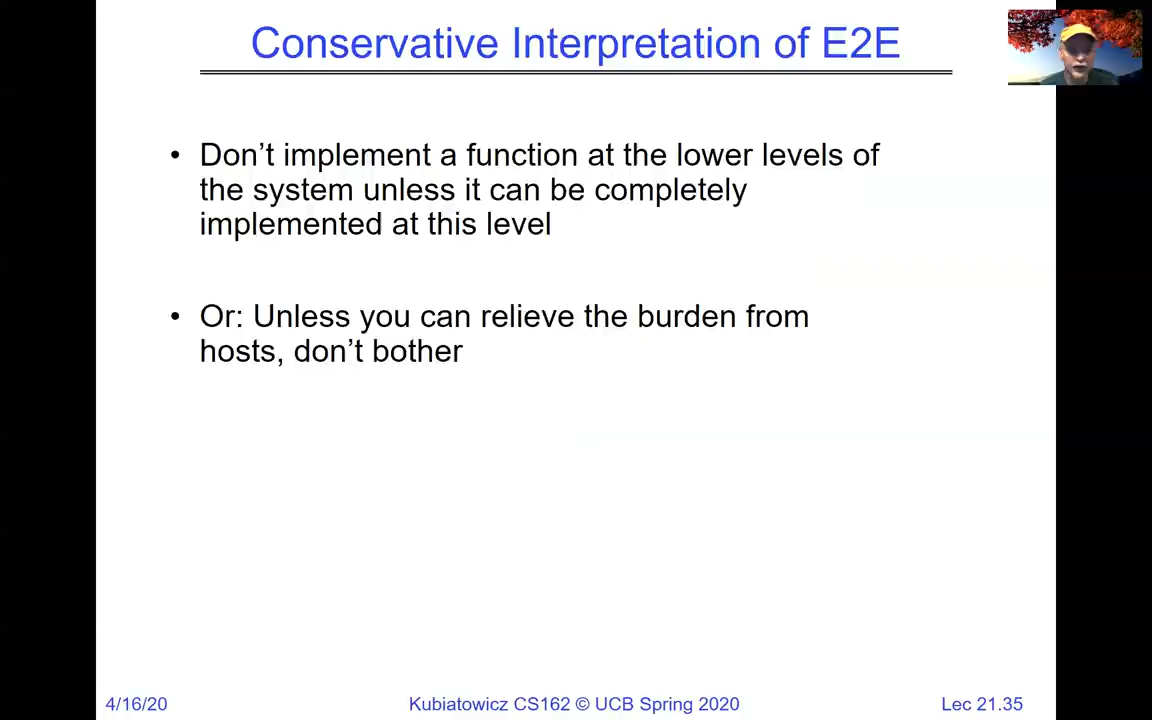 Conservative Interpretation of E2E
• Don't implement a function at the lower levels of
the system unless it can be completely
implemented at this level
• Or: Unless you can relieve the burden from
hosts, don't bother
4/16/20
Kubiatowicz CS162 © UCB Spring 2020
Lec 21.35